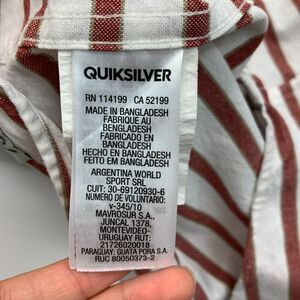 QUIKSILVER
RN 114199 CA 52199
MADE IN BANGLADESH
FABRIQUE AU
BENGLADESH
FABRICADO EN
BANGLADESH
HECHO EN BANGLADESH
FEITO EM BANGLADESH
ARGENTINA WORLD
SPORT SRL
CUIT: 30-69120930-6
NUMERO DE VOLUNTARIO:
v-345/10
MAVROSUR S.A.,
JUNCAL 1378,
MONTEVIDEO-
URUGUAY RUT:
217260020018
PARAGUAY: GUATA PORA S.A.
RUC 80050373-2